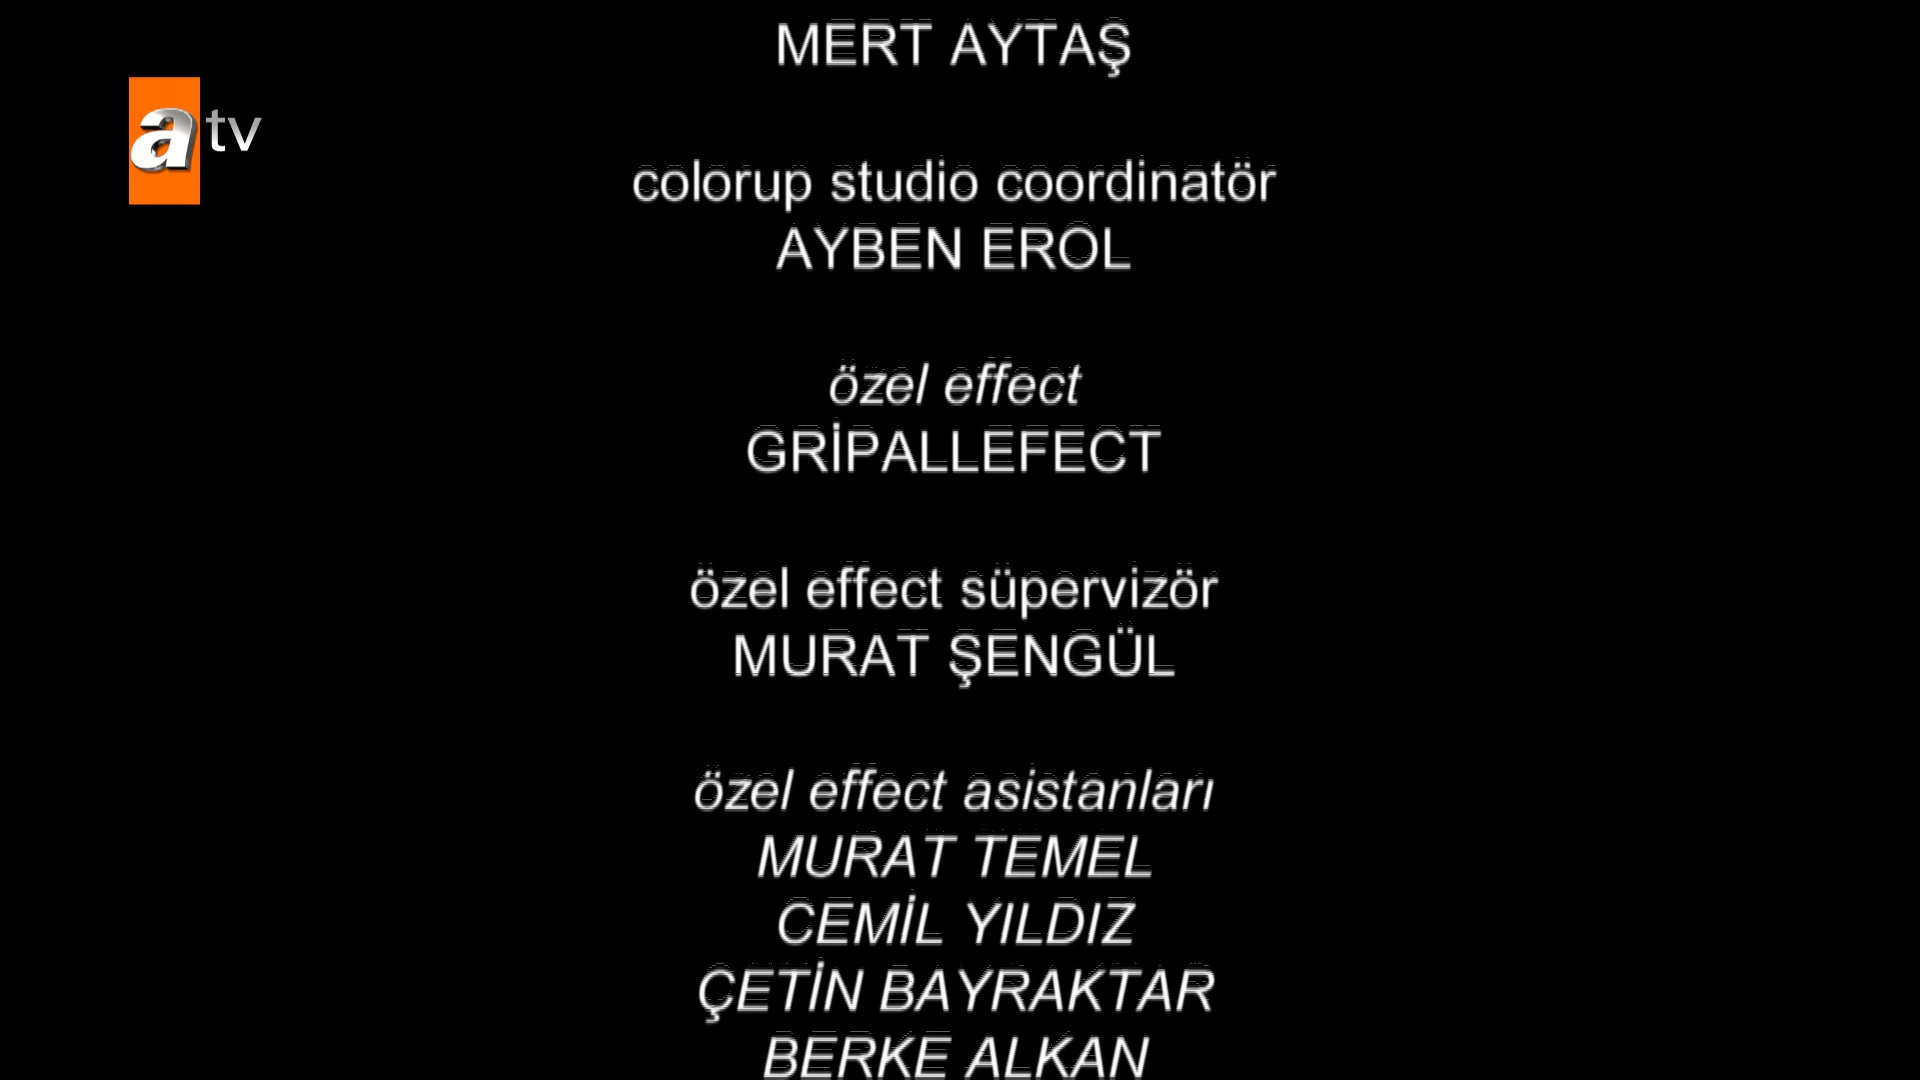 MERT AYTAŞ
atv
colorup studio coordinatör
AYBEN EROL
özel effect
GRİPALLEFECT
özel effect süpervizör
MURAT ŞENGÜL
özel effect asistanları
MURAT TEMEL
CEMİL YILDIZ
ÇETİN BAYRAKTAR
BERKE ALKAN